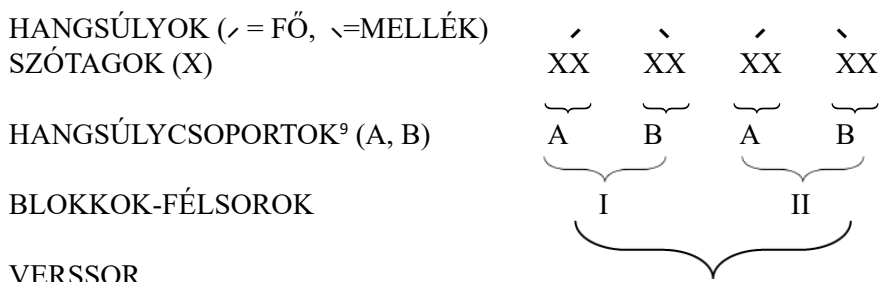 HANGSÚLYOK (ˊ = FŐ, ˋ=MELLÉK)
SZÓTAGOK (X) XX XX XX XX
HANGSÚLYCSOPORTOK⁹ (A, B) A B A B
BLOKKOK-FÉLSOROK I II
VERSSOR